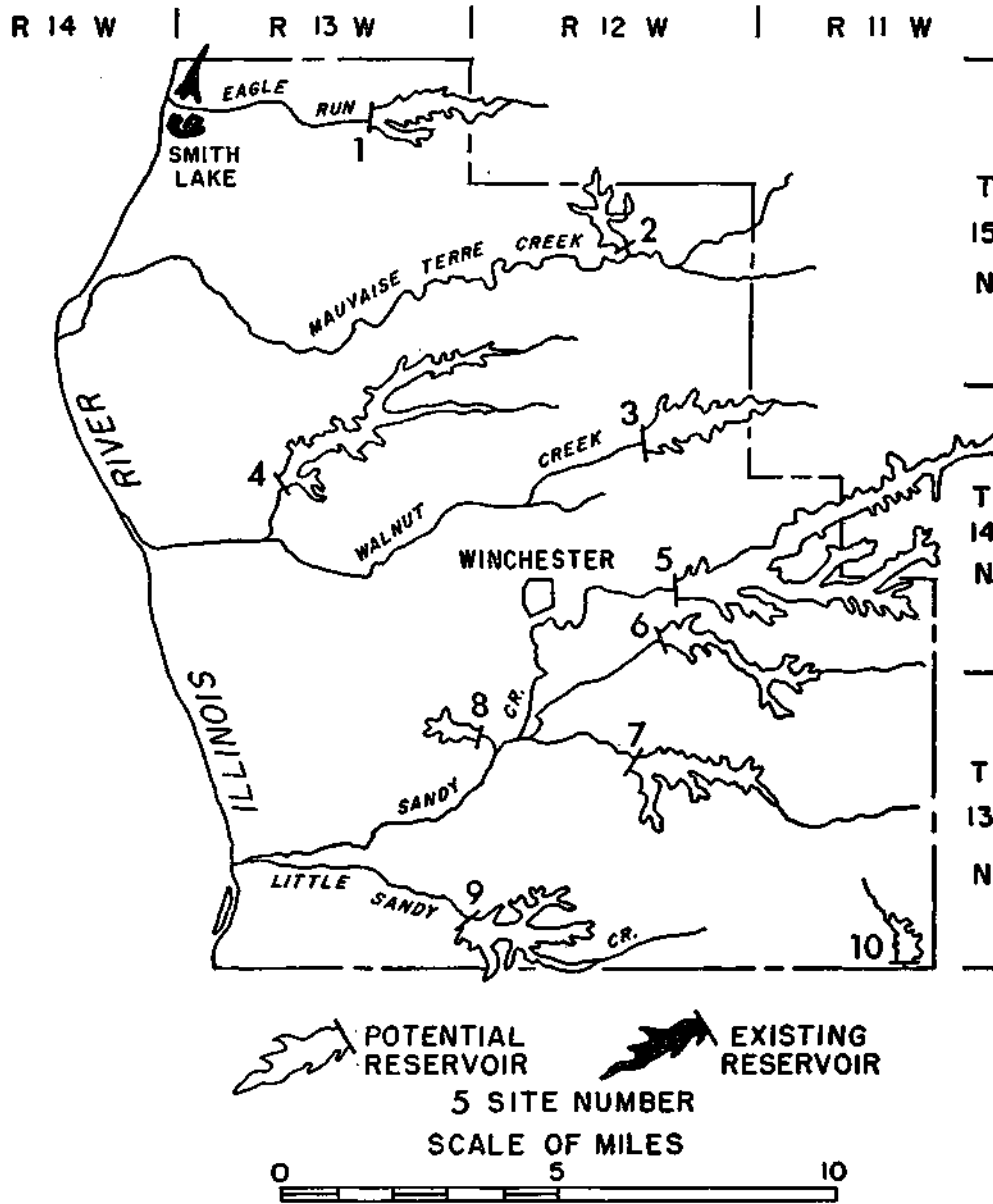 R 14 W R 13 W R 12 W R 11 W
EAGLE RUN
SMITH
LAKE
1
T
15
N
2
MAUVAISE TERRE CREEK
RIVER
3
CREEK
4
WALNUT
T
14
N
WINCHESTER
5
6
ILLINOIS
8
CR.
7
SANDY
T
13
N
LITTLE SANDY
9
CR.
10
POTENTIAL
RESERVOIR
EXISTING
RESERVOIR
5 SITE NUMBER
SCALE OF MILES
0 5 10